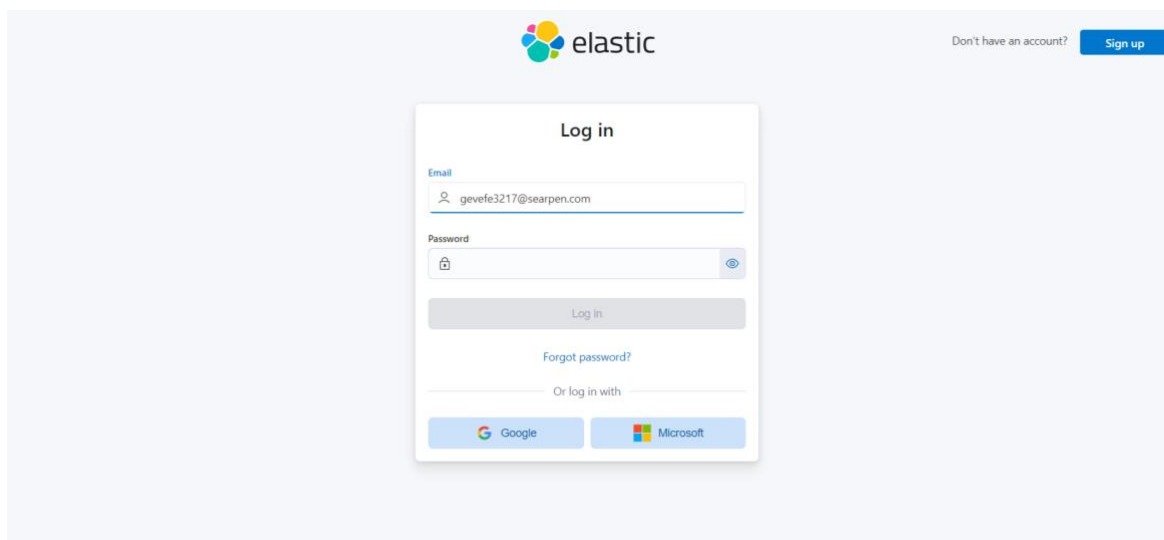 elastic
Don't have an account? Sign up
Log in
Email
gevefe3217@searpen.com
Password
Log in
Forgot password?
Or log in with
Google Microsoft